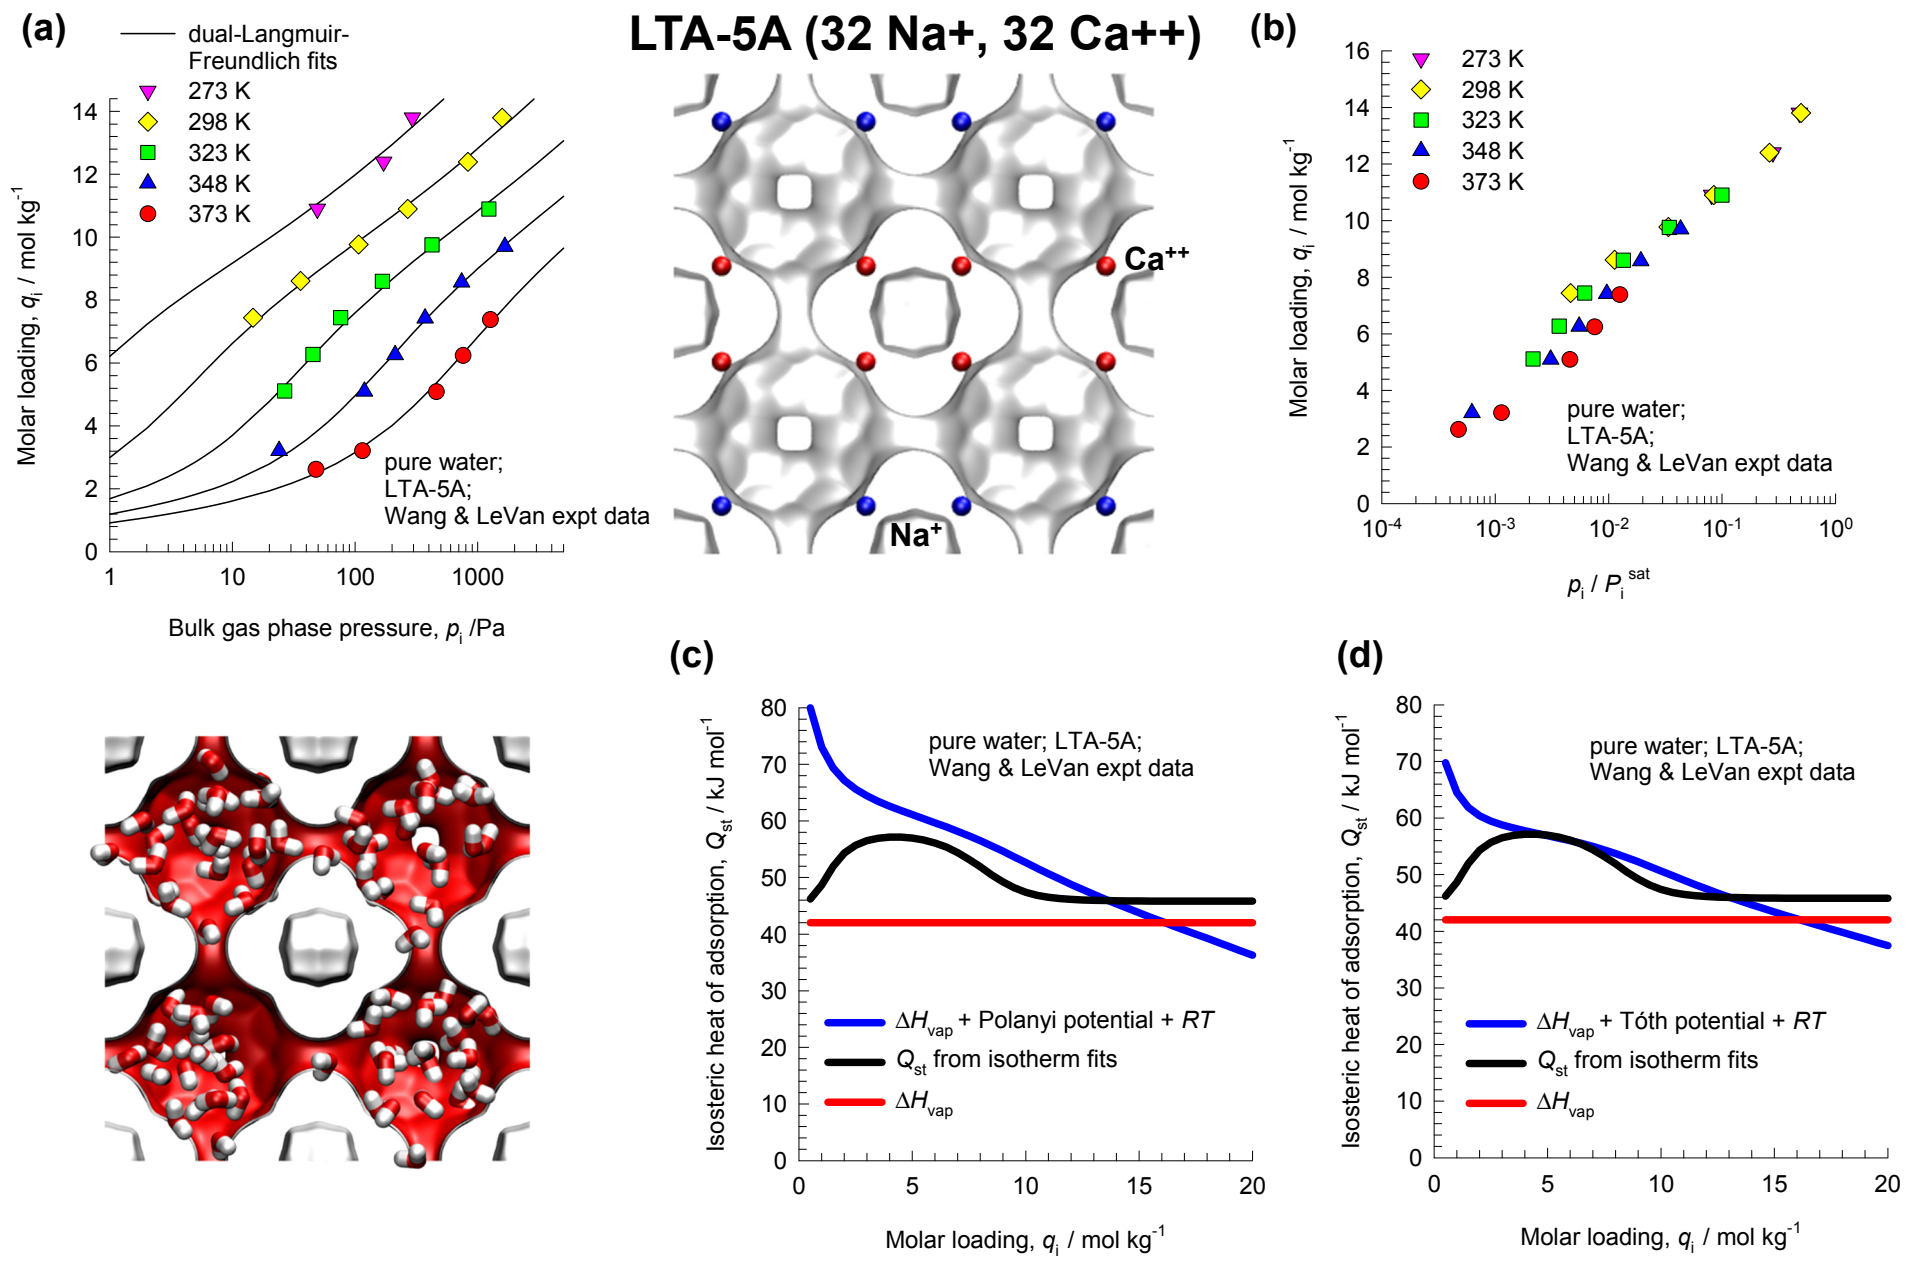 LTA-5A (32 Na+, 32 Ca++)
(a)
dual-Langmuir-
Freundlich fits
273 K
298 K
323 K
348 K
373 K
14
12
10
8
6
4
2
0
Molar loading, qi / mol kg-1
pure water;
LTA-5A;
Wang & LeVan expt data
1
10
100
1000
Bulk gas phase pressure, pi /Pa
Ca++
Na+
(b)
273 K
298 K
323 K
348 K
373 K
16
14
12
10
8
6
4
2
0
Molar loading, qi / mol kg-1
pure water;
LTA-5A;
Wang & LeVan expt data
10-4
10-3
10-2
10-1
100
pi / Pi sat
(c)
80
70
60
50
40
30
20
10
0
Isosteric heat of adsorption, Qst / kJ mol-1
pure water; LTA-5A;
Wang & LeVan expt data
ΔHvap + Polanyi potential + RT
Qst from isotherm fits
ΔHvap
0
5
10
15
20
Molar loading, qi / mol kg-1
(d)
80
70
60
50
40
30
20
10
0
Isosteric heat of adsorption, Qst / kJ mol-1
pure water; LTA-5A;
Wang & LeVan expt data
ΔHvap + Tóth potential + RT
Qst from isotherm fits
ΔHvap
0
5
10
15
20
Molar loading, qi / mol kg-1